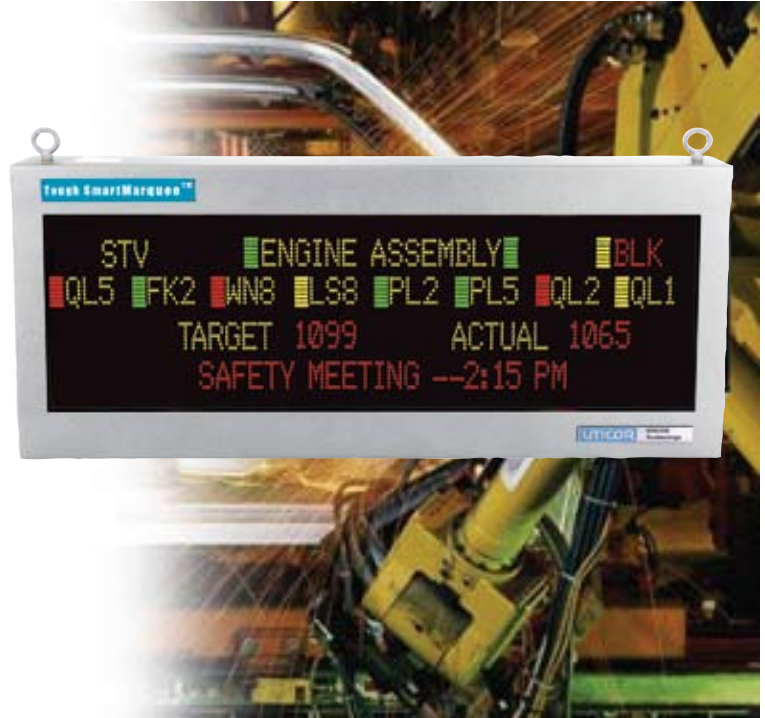 Tough SmartMarquee™
STV ENGINE ASSEMBLY BLK
QL5 FK2 WN8 LS8 PL2 PL5 QL2 QL1
TARGET 1099 ACTUAL 1065
SAFETY MEETING --2:15 PM
UTICOR